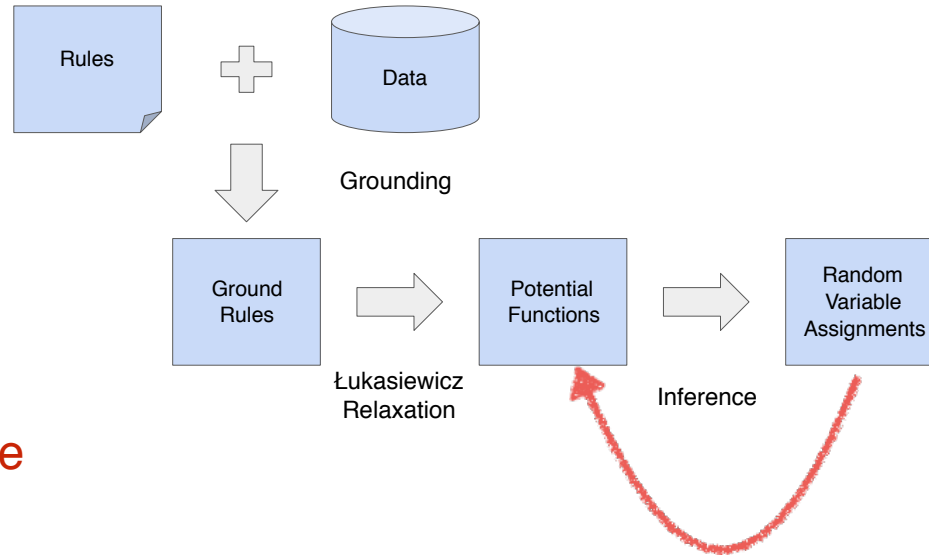 Rules
Data
Grounding
Ground
Rules
Potential
Functions
Random
Variable
Assignments
Łukasiewicz
Relaxation
Inference
e